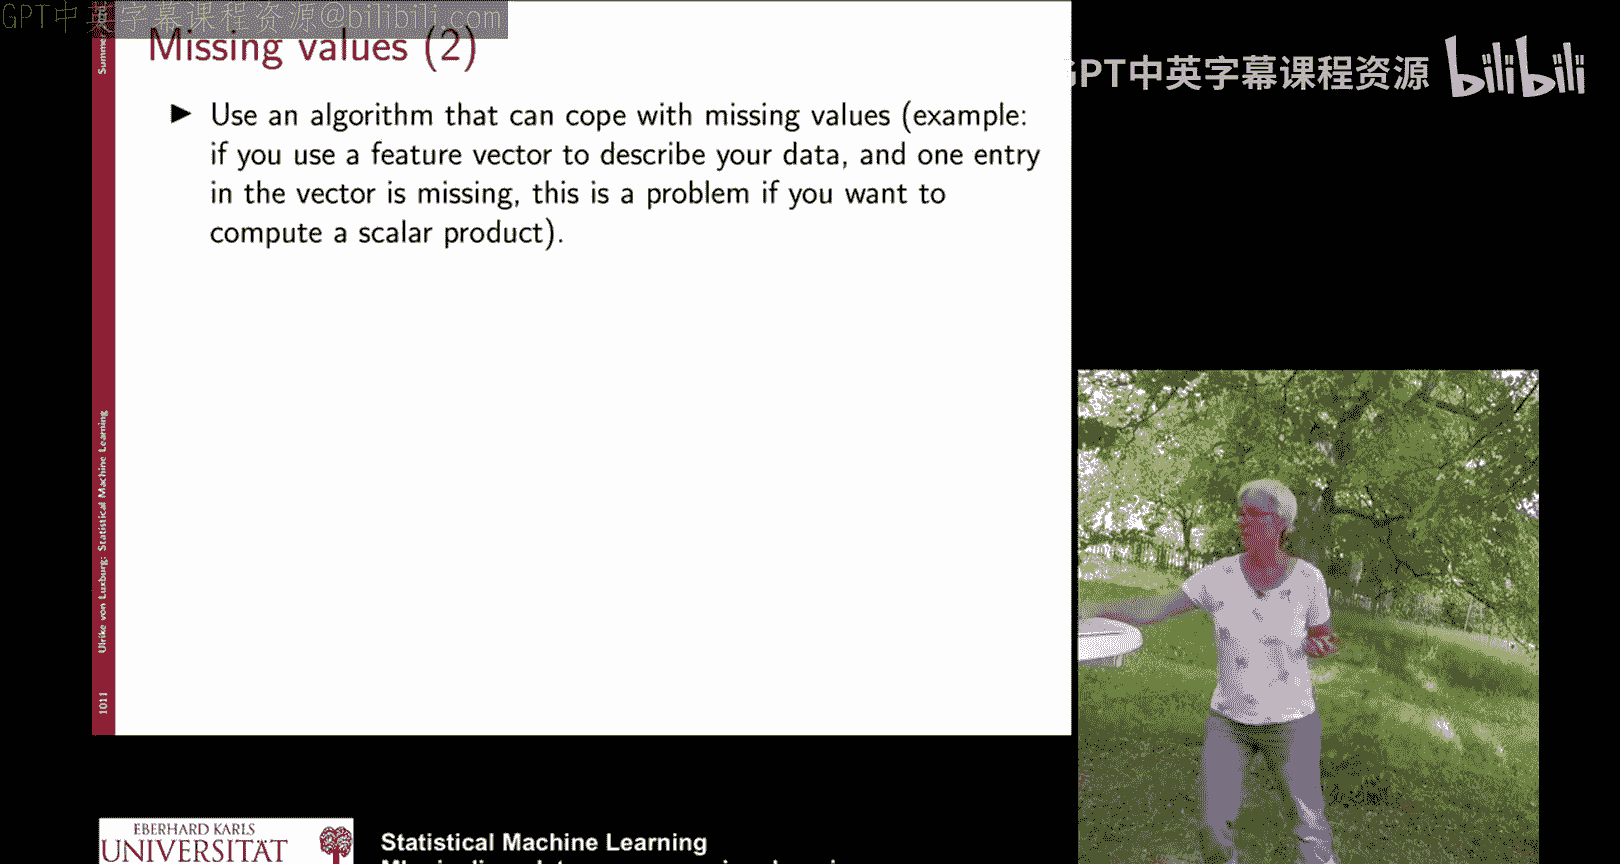 GPT中英字幕课程资源@bilibili.com
Missing values (2)
GPT中英字幕课程资源 bilibili
▶ Use an algorithm that can cope with missing values (example:
if you use a feature vector to describe your data, and one entry
in the vector is missing, this is a problem if you want to
compute a scalar product).
Summer
Ulrike von Luxburg: Statistical Machine Learning
1011
EBERHARD KARLS
UNIVERSITÄT
Statistical Machine Learning